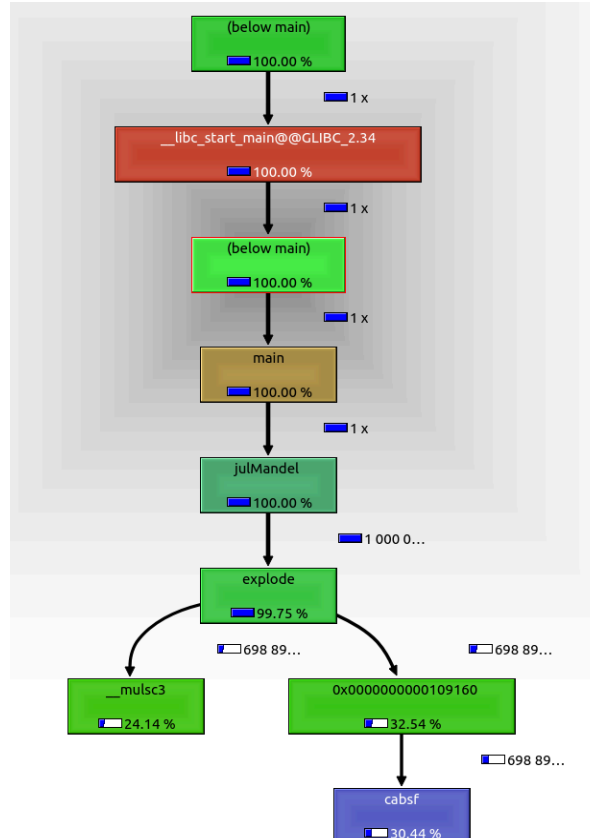 (below main)
100.00 %
1 x
__libc_start_main@@GLIBC_2.34
100.00 %
1 x
(below main)
100.00 %
1 x
main
100.00 %
1 x
julMandel
100.00 %
1 000 0...
explode
99.75 %
698 89...
698 89...
__mulsc3
24.14 %
0x0000000000109160
32.54 %
698 89...
cabsf
30.44 %